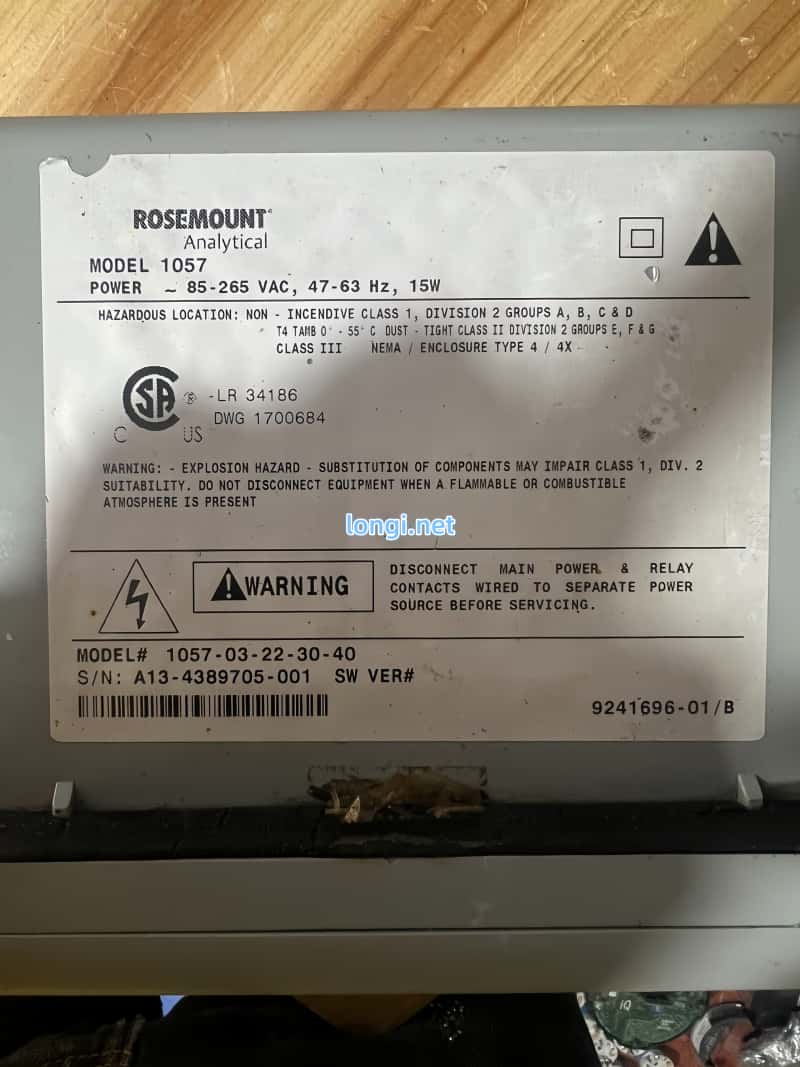 ROSEMOUNT
Analytical
MODEL 1057
POWER ~ 85-265 VAC, 47-63 Hz, 15W
HAZARDOUS LOCATION: NON - INCENDIVE CLASS 1, DIVISION 2 GROUPS A, B, C & D
T4 TAMB 0° - 55° C DUST - TIGHT CLASS II DIVISION 2 GROUPS E, F & G
CLASS III NEMA / ENCLOSURE TYPE 4 / 4X
SA ® -LR 34186
DWG 1700684
C US
WARNING: - EXPLOSION HAZARD - SUBSTITUTION OF COMPONENTS MAY IMPAIR CLASS 1, DIV. 2
SUITABILITY. DO NOT DISCONNECT EQUIPMENT WHEN A FLAMMABLE OR COMBUSTIBLE
ATMOSPHERE IS PRESENT
longi.net
WARNING
DISCONNECT MAIN POWER & RELAY
CONTACTS WIRED TO SEPARATE POWER
SOURCE BEFORE SERVICING.
MODEL# 1057-03-22-30-40
S/N: A13-4389705-001 SW VER#
9241696-01/B